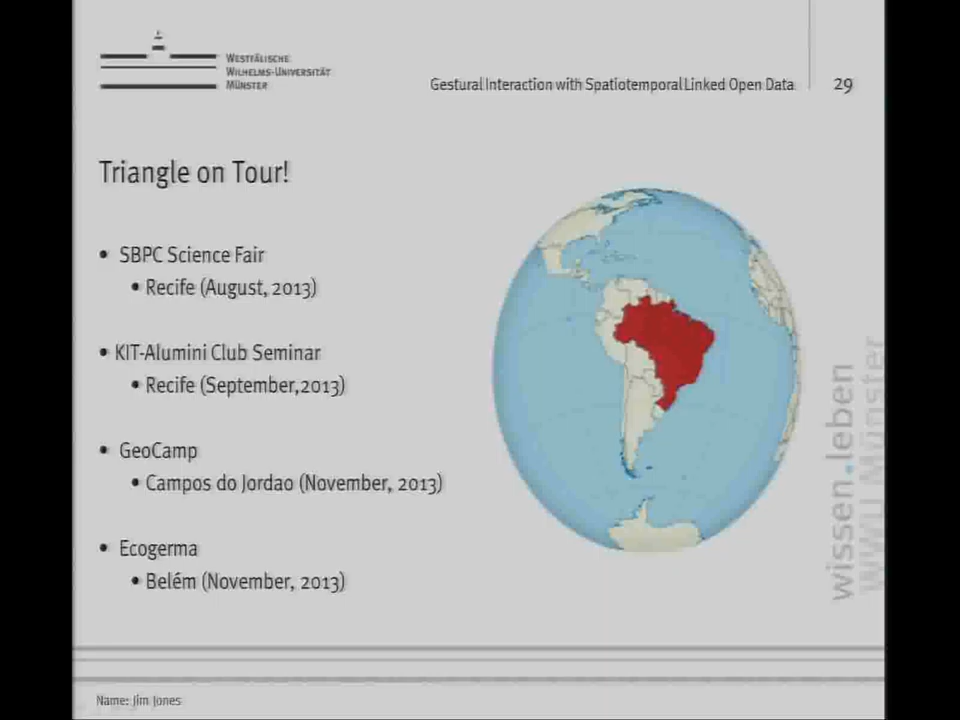 WESTFÄLISCHE
WILHELMS-UNIVERSITÄT
MÜNSTER
Gestural Interaction with Spatiotemporal Linked Open Data
29
Triangle on Tour!
• SBPC Science Fair
• Recife (August, 2013)
• KIT-Alumini Club Seminar
• Recife (September,2013)
• GeoCamp
• Campos do Jordao (November, 2013)
• Ecogerma
• Belém (November, 2013)
wissen.leben
WWU Münster
Name: Jim Jones